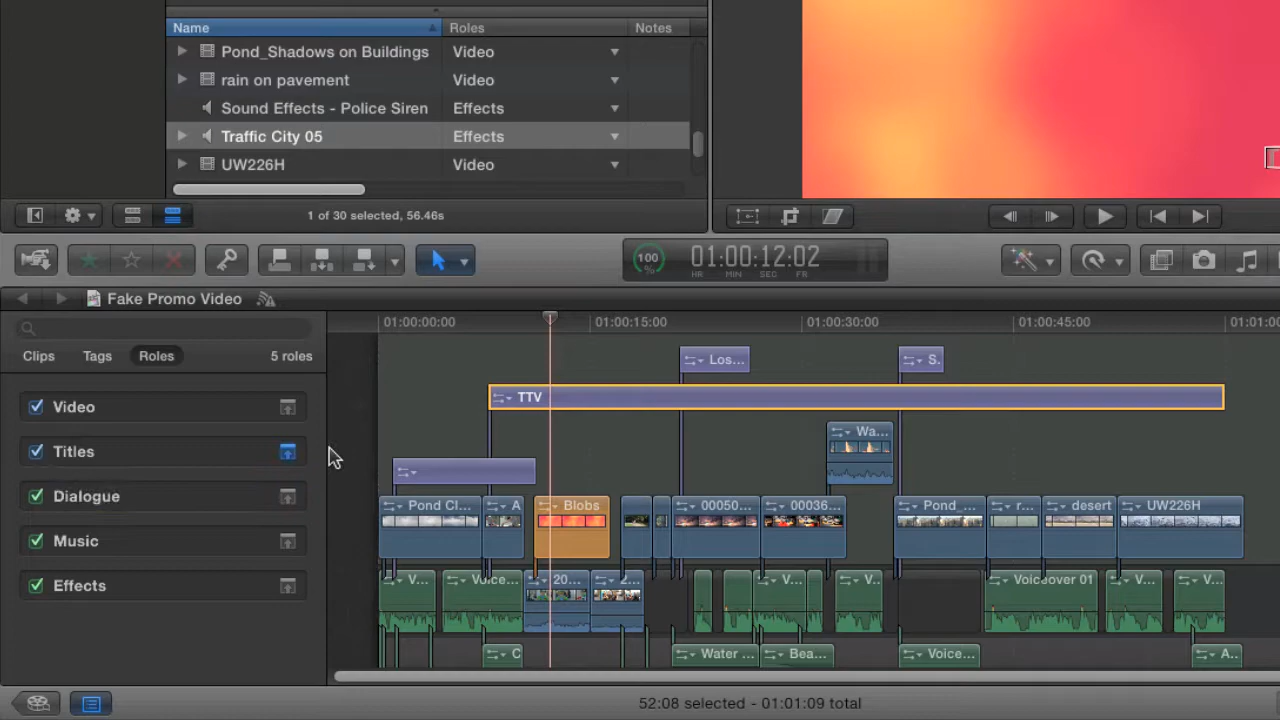 Name Roles Notes
Pond_Shadows on Buildings Video
rain on pavement Video
Sound Effects - Police Siren Effects
Traffic City 05 Effects
UW226H Video
1 of 30 selected, 56.46s
100 % 01:00:12:02
HR MIN SEC FR
Fake Promo Video
01:00:00:00 01:00:15:00 01:00:30:00 01:00:45:00 01:01:0
Clips Tags Roles 5 roles
Los... S.
TTV
Video
Wa...
Titles
Dialogue
Pond Cl... A Blobs 00050... 00036... Pond_... r... desert UW226H
Music
Effects
V... Voice... 20... 2... V... V.. Voiceover 01 V... V...
C Water ... Bea... Voice... A..
52:08 selected - 01:01:09 total